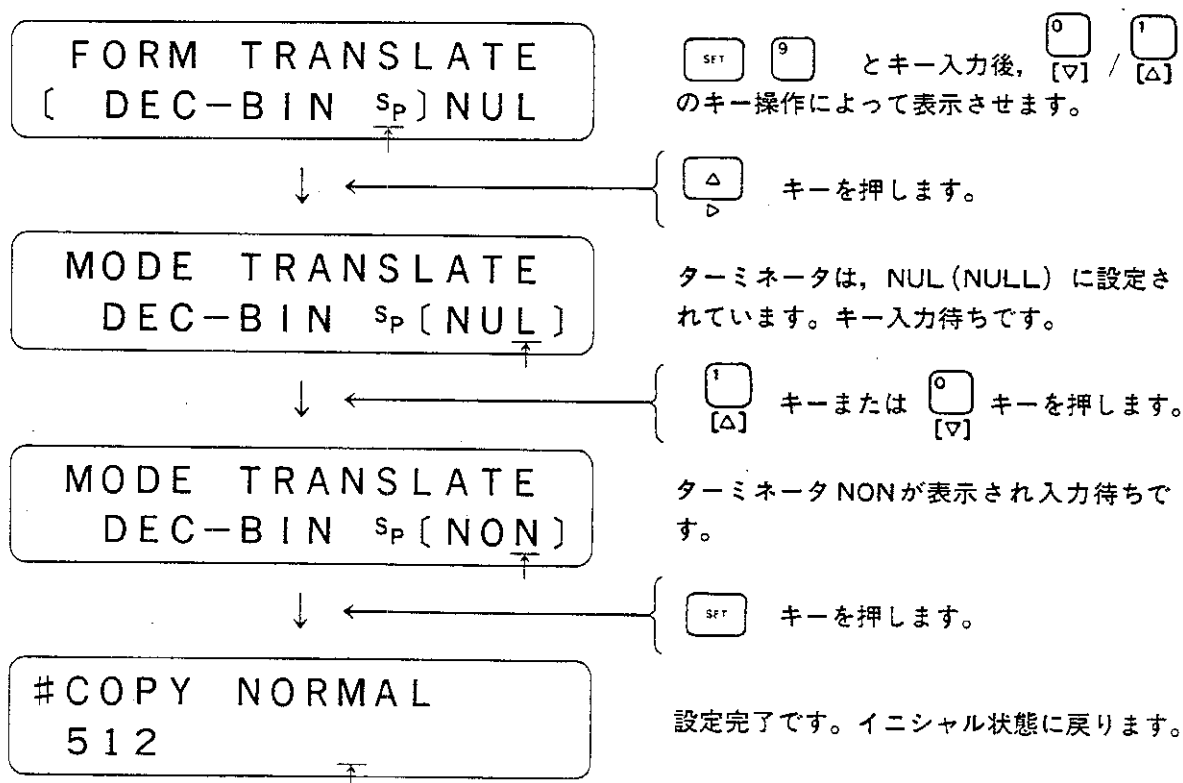 FORM TRANSLATE
[ DEC-BIN SP]NUL
SET 9 とキー入力後, 0 [▽] / 1 [△]
のキー操作によって表示させます。
△ ▷ キーを押します。
MODE TRANSLATE
DEC-BIN SP[NUL]
ターミネータは, NUL(NULL) に設定さ
れています。キー入力待ちです。
1 [△] キーまたは 0 [▽] キーを押します。
MODE TRANSLATE
DEC-BIN SP[NON]
ターミネータNONが表示され入力待ちで
す。
SET キーを押します。
#COPY NORMAL
512
設定完了です。イニシャル状態に戻ります。